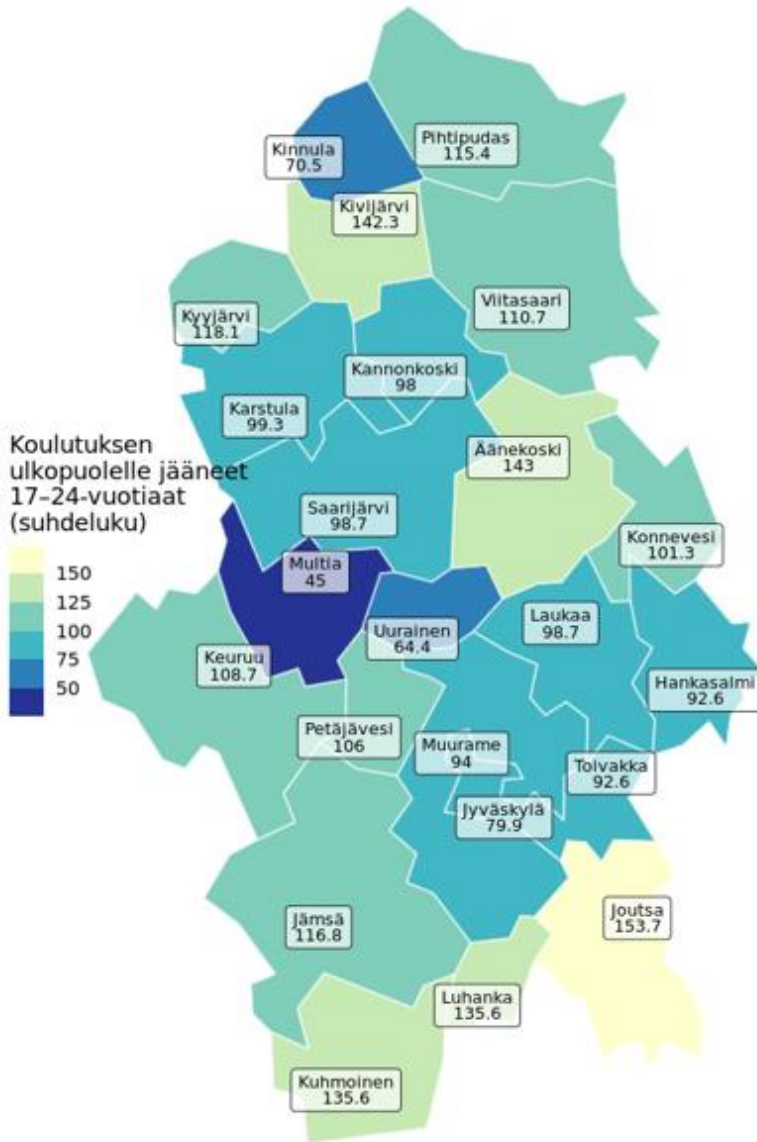 Pihtipudas
115.4
Kinnula
70.5
Kivijärvi
142.3
Viitasaari
110.7
Kyyjärvi
118.1
Kannonkoski
98
Karstula
99.3
Äänekoski
143
Koulutuksen
ulkopuolelle jääneet
17–24-vuotiaat
(suhdeluku)
150
125
100
75
50
Saarijärvi
98.7
Konnevesi
101.3
Multia
45
Laukaa
98.7
Uurainen
64.4
Keuruu
108.7
Hankasalmi
92.6
Petäjävesi
106
Muurame
94
Toivakka
92.6
Jyväskylä
79.9
Jämsä
116.8
Joutsa
153.7
Luhanka
135.6
Kuhmoinen
135.6